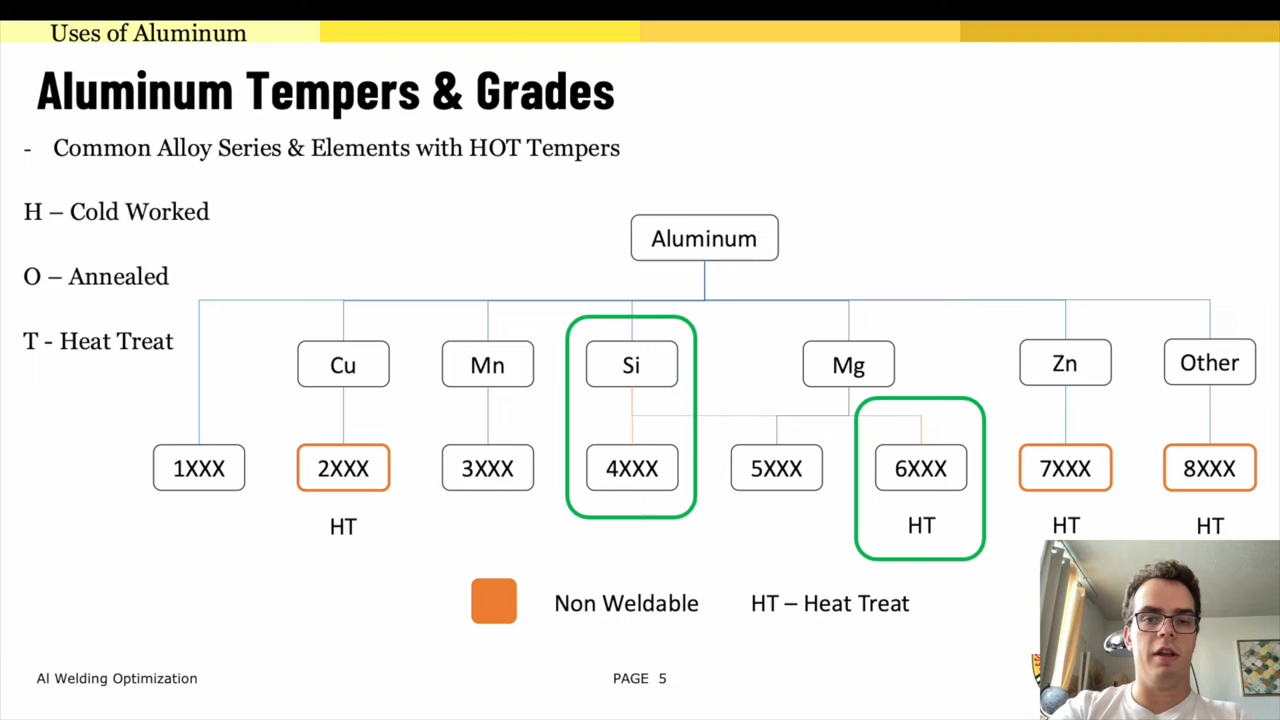 Uses of Aluminum
Aluminum Tempers & Grades
- Common Alloy Series & Elements with HOT Tempers
H – Cold Worked
O – Annealed
T - Heat Treat
Aluminum
Cu
Mn
Si
Mg
Zn
Other
1XXX
2XXX
3XXX
4XXX
5XXX
6XXX
7XXX
8XXX
HT
HT
HT
HT
Non Weldable
HT – Heat Treat
Al Welding Optimization
PAGE 5